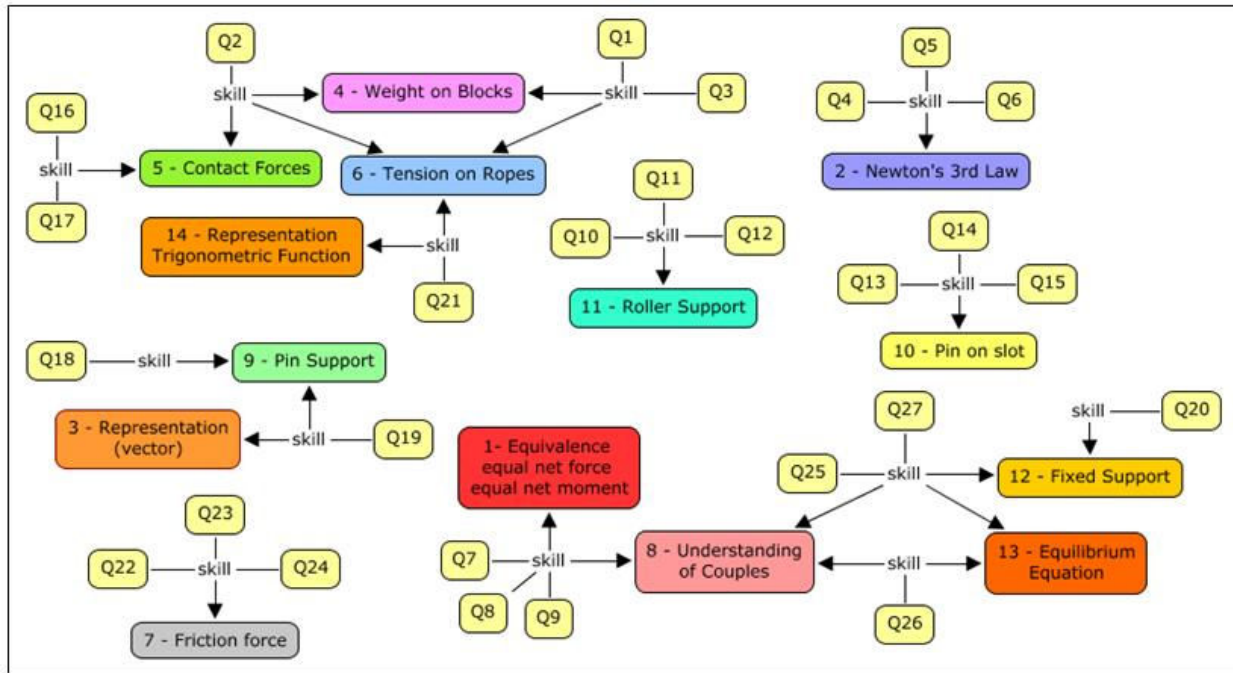 Q2
Q1
Q5
Q16
skill
4 - Weight on Blocks
skill
Q3
Q4
skill
Q6
skill
5 - Contact Forces
6 - Tension on Ropes
Q11
2 - Newton's 3rd Law
Q17
14 - Representation
Trigonometric Function
skill
Q10
skill
Q12
Q14
Q21
11 - Roller Support
Q13
skill
Q15
Q18
skill
9 - Pin Support
10 - Pin on slot
3 - Representation
(vector)
skill
Q19
1- Equivalence
equal net force
equal net moment
Q27
skill
Q20
Q25
skill
12 - Fixed Support
Q23
Q22
skill
Q24
Q7
skill
8 - Understanding
of Couples
skill
13 - Equilibrium
Equation
Q8
Q9
Q26
7 - Friction force